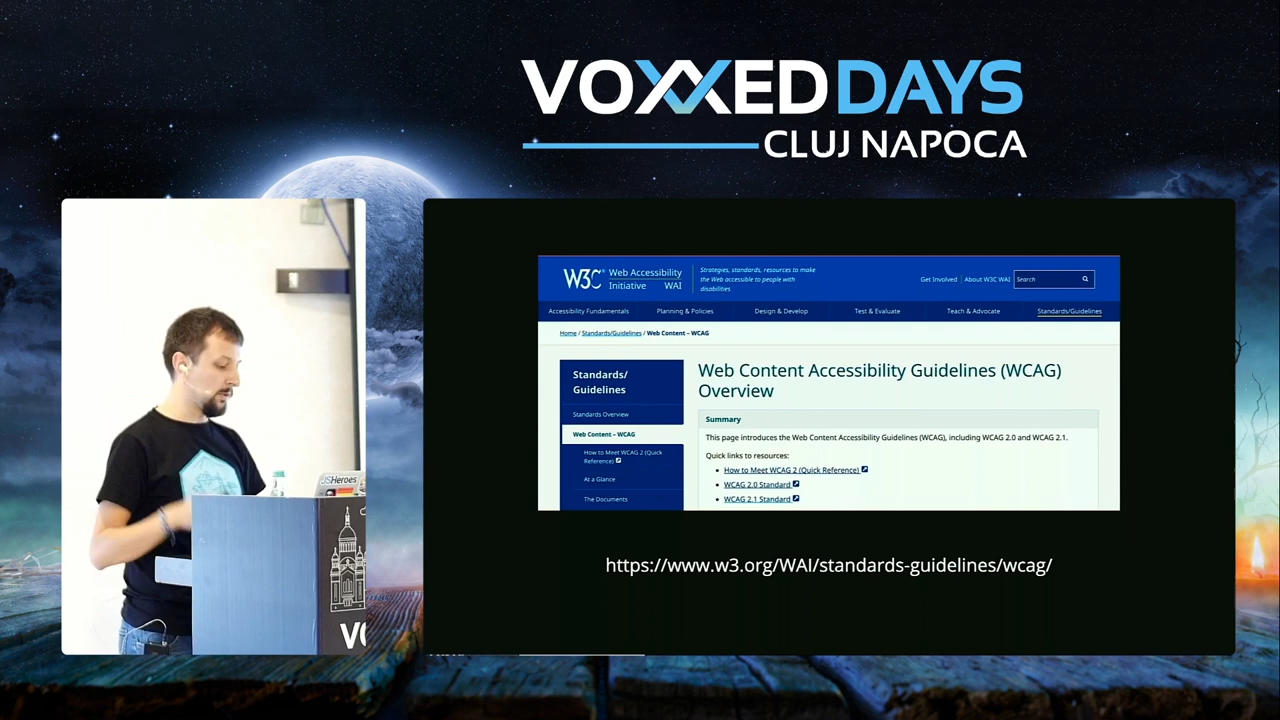 VOXXEDDAYS
CLUJ NAPOCA
W3C® Web Accessibility Initiative WAI
Strategies, standards, resources to make
the Web accessible to people with
disabilities
Get Involved About W3C WAI Search
Accessibility Fundamentals Planning & Policies Design & Develop Test & Evaluate Teach & Advocate Standards/Guidelines
Home / Standards/Guidelines / Web Content – WCAG
Standards/
Guidelines
Standards Overview
Web Content – WCAG
How to Meet WCAG 2 (Quick
Reference)
At a Glance
The Documents
Web Content Accessibility Guidelines (WCAG)
Overview
Summary
This page introduces the Web Content Accessibility Guidelines (WCAG), including WCAG 2.0 and WCAG 2.1.
Quick links to resources:
• How to Meet WCAG 2 (Quick Reference)
• WCAG 2.0 Standard
• WCAG 2.1 Standard
https://www.w3.org/WAI/standards-guidelines/wcag/
JSHeroes
VO